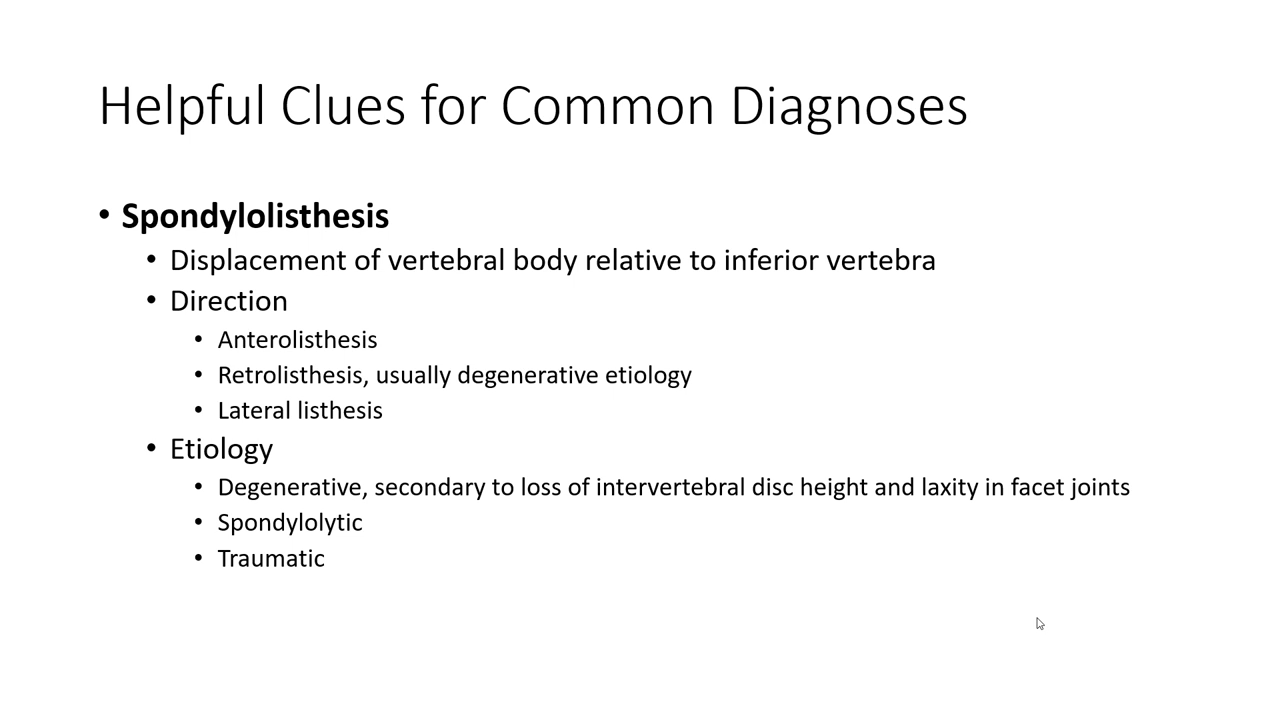 Helpful Clues for Common Diagnoses
• Spondylolisthesis
• Displacement of vertebral body relative to inferior vertebra
• Direction
• Anterolisthesis
• Retrolisthesis, usually degenerative etiology
• Lateral listhesis
• Etiology
• Degenerative, secondary to loss of intervertebral disc height and laxity in facet joints
• Spondylolytic
• Traumatic